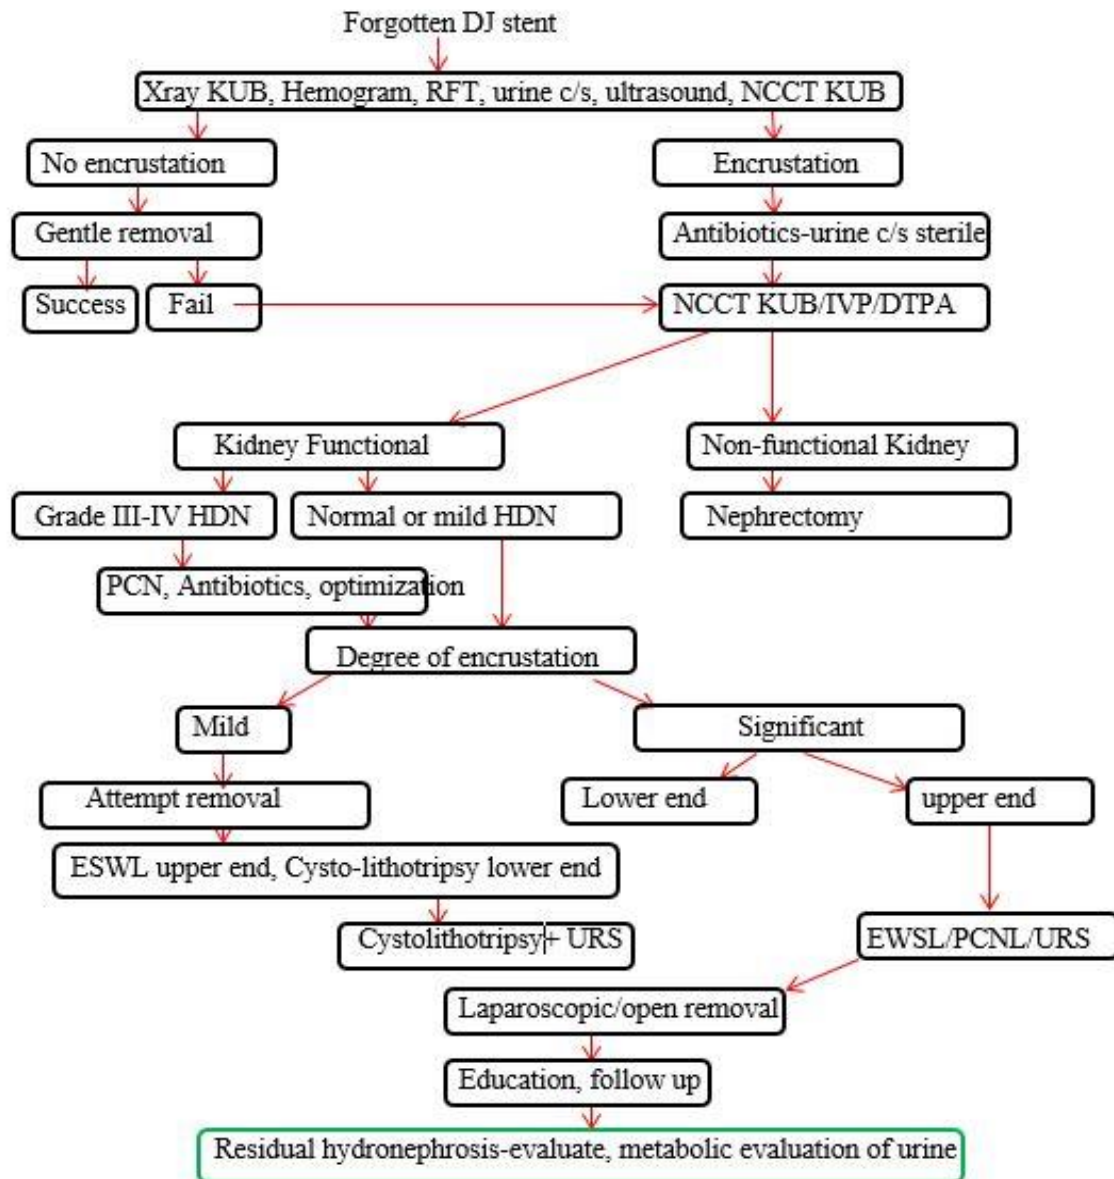 Forgotten DJ stent
Xray KUB, Hemogram, RFT, urine c/s, ultrasound, NCCT KUB
No encrustation
Encrustation
Gentle removal
Antibiotics-urine c/s sterile
Success
Fail
NCCT KUB/IVP/DTPA
Kidney Functional
Non-functional Kidney
Grade III-IV HDN
Normal or mild HDN
Nephrectomy
PCN, Antibiotics, optimization
Degree of encrustation
Mild
Significant
Attempt removal
Lower end
upper end
ESWL upper end, Cysto-lithotripsy lower end
Cystolithotripsy+ URS
EWSL/PCNL/URS
Laparoscopic/open removal
Education, follow up
Residual hydronephrosis-evaluate, metabolic evaluation of urine